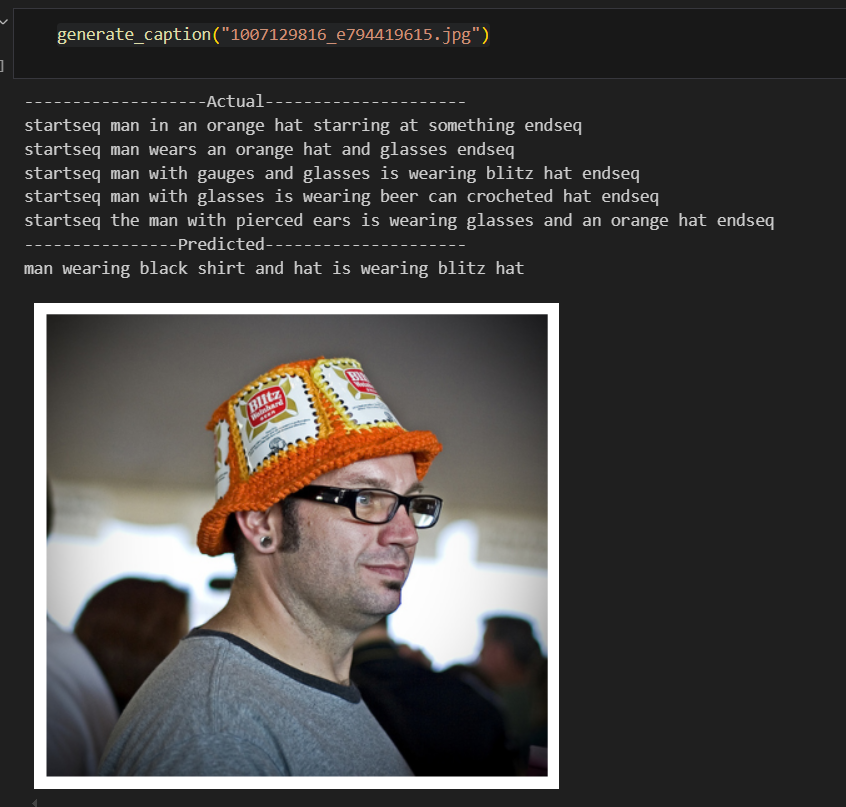 generate_caption("1007129816_e794419615.jpg")
-------------------Actual---------------------
startseq man in an orange hat starring at something endseq
startseq man wears an orange hat and glasses endseq
startseq man with gauges and glasses is wearing blitz hat endseq
startseq man with glasses is wearing beer can crocheted hat endseq
startseq the man with pierced ears is wearing glasses and an orange hat endseq
----------------Predicted---------------------
man wearing black shirt and hat is wearing blitz hat
Blitz
Weinhard
BEER